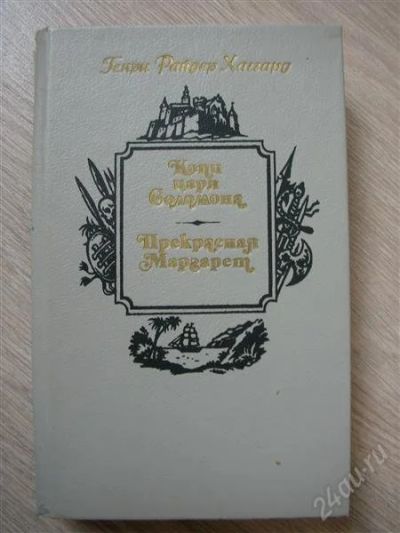 Генри Райдер Хаггард
Копи
царя
Соломона
Прекрасная
Маргарет
24au.ru